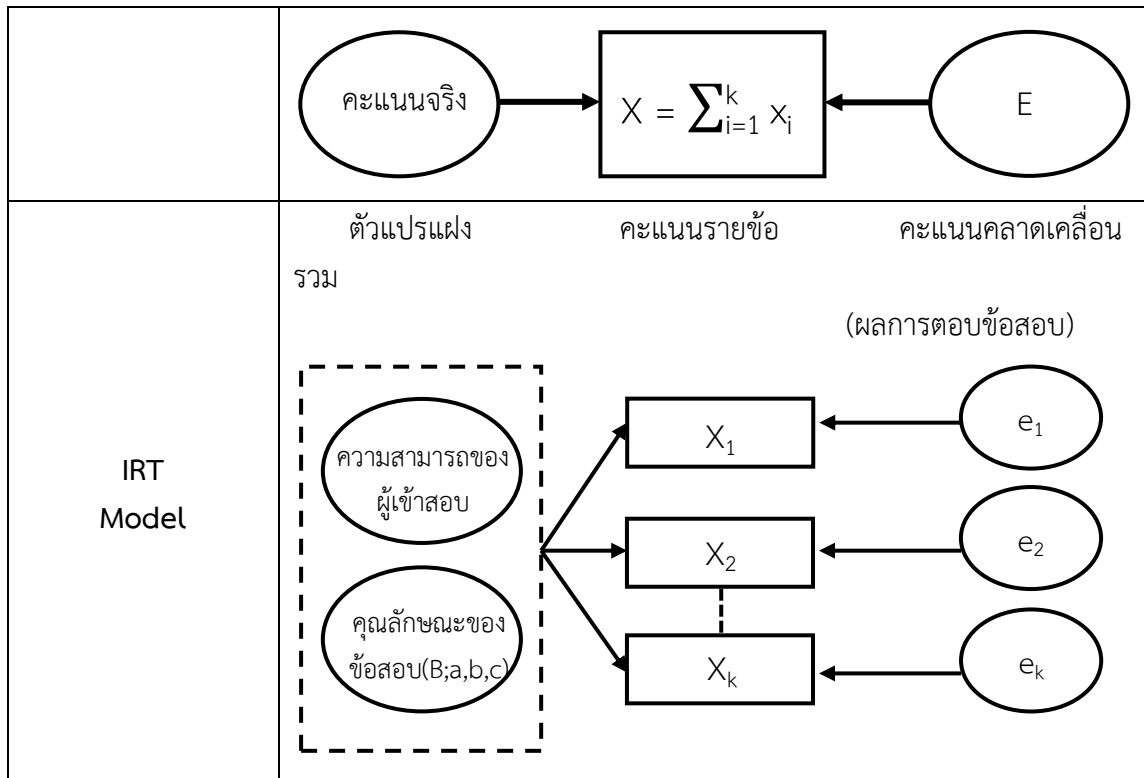 คะแนนจริง
X = ∑ᵏᵢ₌₁ xᵢ
E
ตัวแปรแฝง คะแนนรายข้อ คะแนนคลาดเคลื่อน
รวม
(ผลการตอบข้อสอบ)
IRT
Model
ความสามารถของ
ผู้เข้าสอบ
คุณลักษณะของ
ข้อสอบ(B;a,b,c)
X₁
e₁
X₂
e₂
Xₖ
eₖ